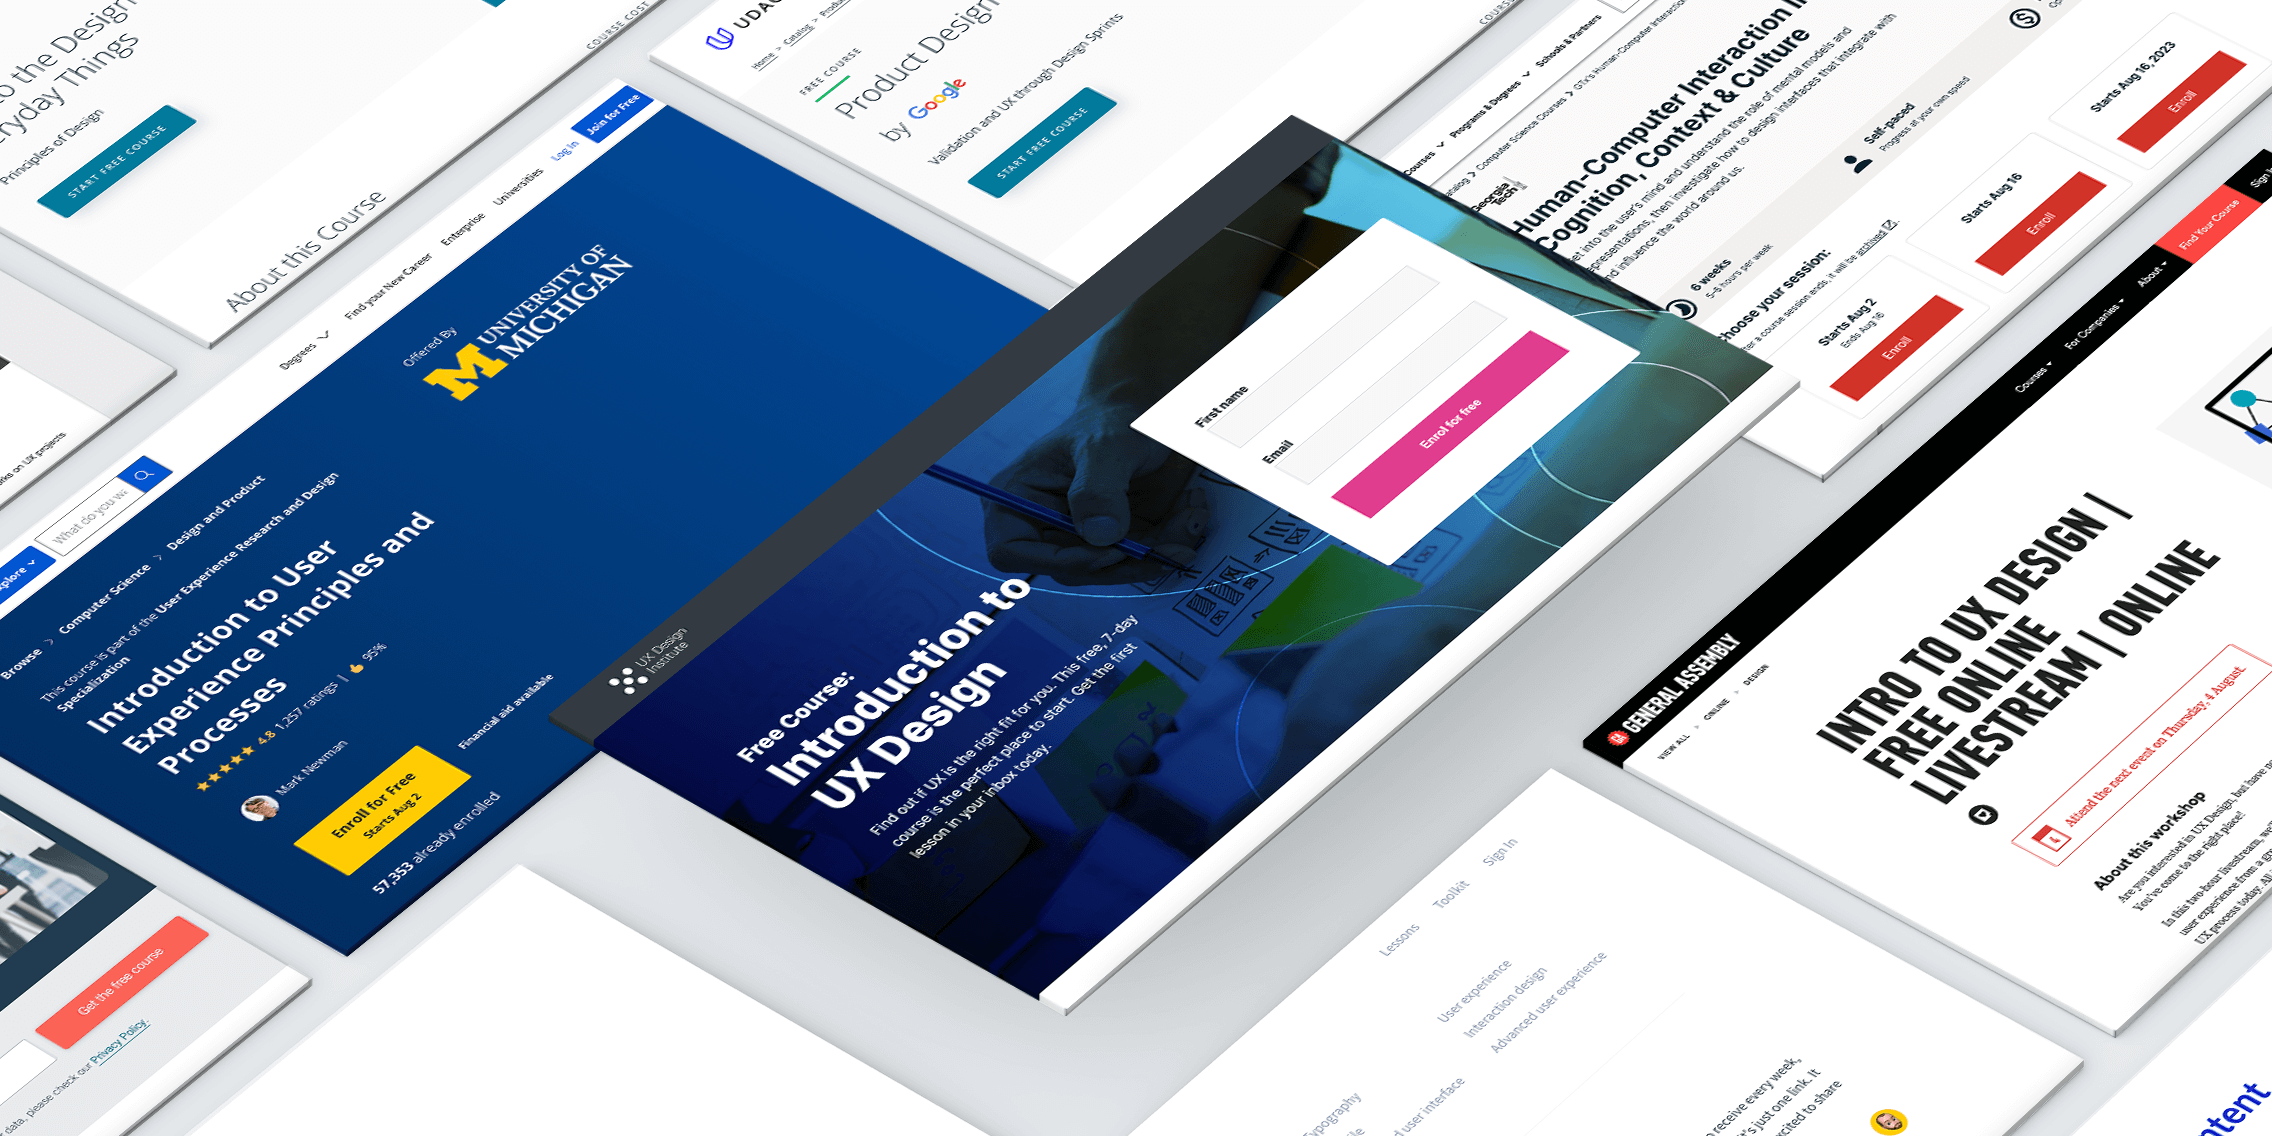 to the Design
Everyday Things
Principles of Design
START FREE COURSE
About this Course
COURSE COST
Home > Catalog >
FREE COURSE
Product Design
by Google
Validation and UX through Design Sprints
START FREE COURSE
Courses
Programs & Degrees
Schools & Partners
Computer Science Courses > GTx's Human-Computer Interaction
Georgia
Tech
Human-Computer Interaction
Cognition, Context & Culture
Get into the user's mind and understand the role of mental models and
representations, then investigate how to design interfaces that integrate with
and influence the world around us.
6 weeks
5–6 hours per week
Self-paced
Progress at your own speed
Choose your session:
After a course session ends, it will be archived
Starts Aug 2
Ends Aug 16
Enroll
Starts Aug 16
Enroll
Starts Aug 16, 2023
Enroll
What do you
Degrees
Find your New Career
Enterprise
Universities
Log In
Join for Free
Offered By
UNIVERSITY OF
MICHIGAN
Browse > Computer Science > Design and Product
This course is part of the User Experience Research and Design
Specialization
Introduction to User
Experience Principles and
Processes
4.8 1,257 ratings | 95%
Mark Newman
Enroll for Free
Starts Aug 2
Financial aid available
57,353 already enrolled
on UX projects
UX Design
Institute
Free Course:
Introduction to
UX Design
Find out if UX is the right fit for you. This free, 7-day
course is the perfect place to start. Get the first
lesson in your inbox today.
First name
Email
Enrol for free
GENERAL ASSEMBLY
Courses
For Companies
About
Find Your Course
Sign
VIEW ALL > ONLINE > DESIGN
INTRO TO UX DESIGN |
FREE ONLINE
LIVESTREAM | ONLINE
4
Attend the next event on Thursday, 4 August
About this workshop
Are you interested in UX Design, but have
You've come to the right place!
In this two-hour livestream,
user experience from a
UX process today. All
Get the free course
data, please check our Privacy Policy.
Lessons
Toolkit
Sign In
User experience
Interaction design
Advanced user experience
Typography
user interface
receive every week,
it's just one link. It
excited to share